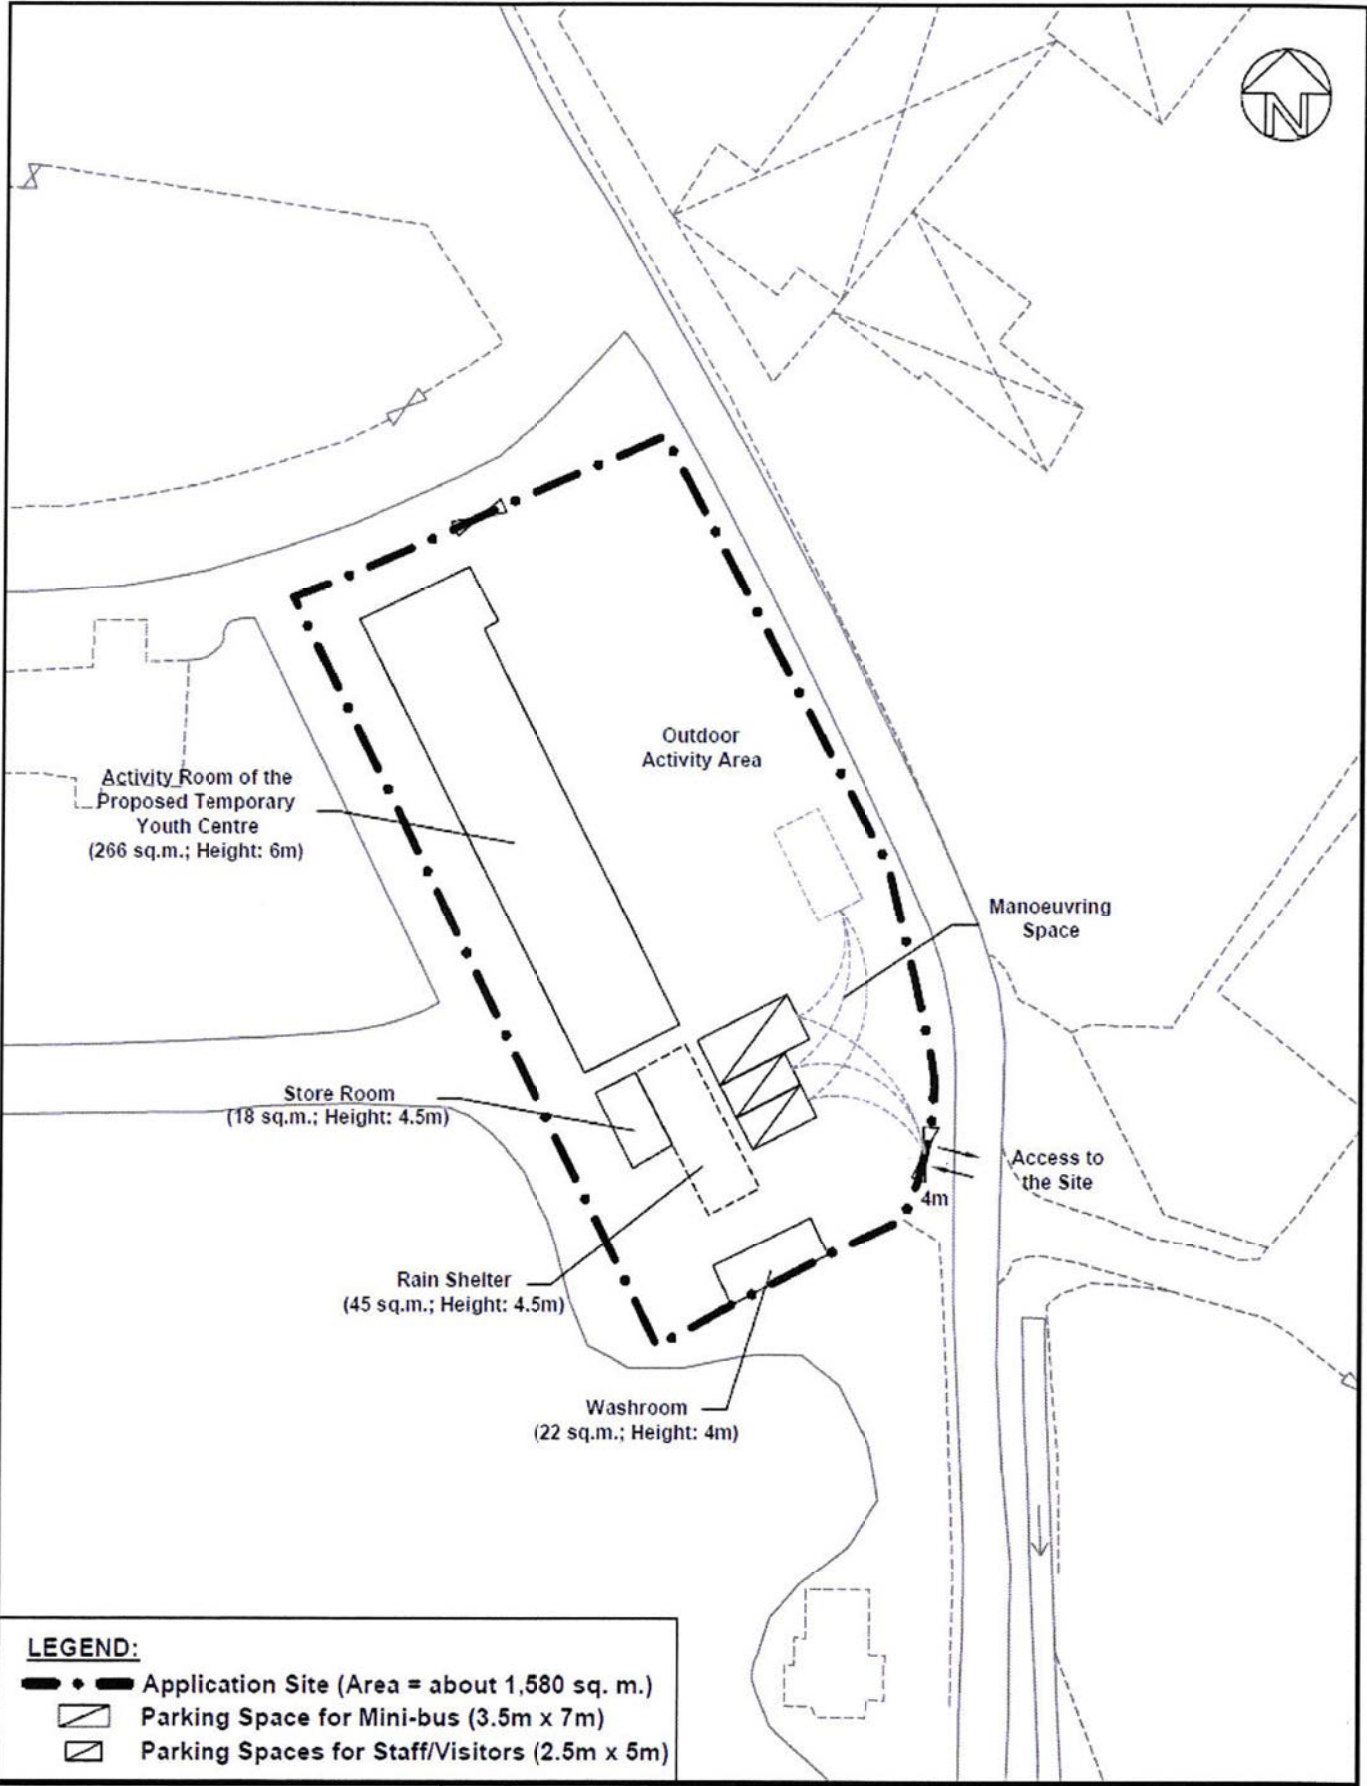 N
Outdoor
Activity Area
Activity Room of the
Proposed Temporary
Youth Centre
(266 sq.m.; Height: 6m)
Manoeuvring
Space
Store Room
(18 sq.m.; Height: 4.5m)
Access to
the Site
4m
Rain Shelter
(45 sq.m.; Height: 4.5m)
Washroom
(22 sq.m.; Height: 4m)
LEGEND:
Application Site (Area = about 1,580 sq. m.)
Parking Space for Mini-bus (3.5m x 7m)
Parking Spaces for Staff/Visitors (2.5m x 5m)